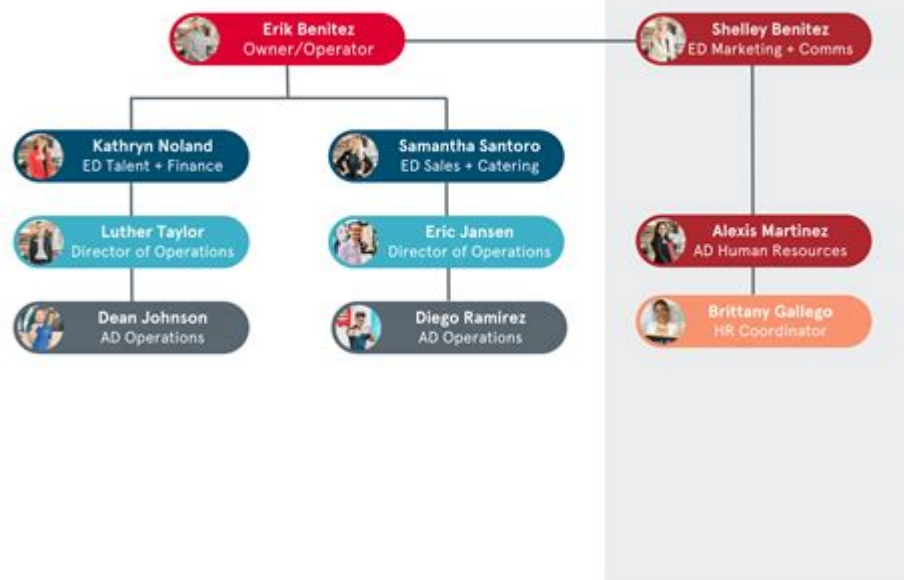 Erik Benitez
Owner/Operator
Shelley Benitez
ED Marketing + Comms
Kathryn Noland
ED Talent + Finance
Samantha Santoro
ED Sales + Catering
Luther Taylor
Director of Operations
Eric Jansen
Director of Operations
Alexis Martinez
AD Human Resources
Dean Johnson
AD Operations
Diego Ramirez
AD Operations
Brittany Gallego
HR Coordinator